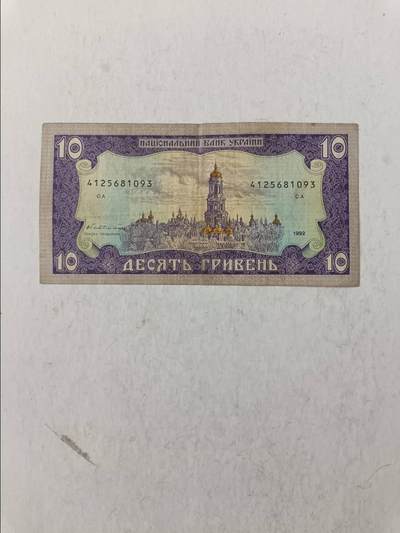 НАЦІОНАЛЬНИЙ БАНК УКРАЇНИ
10 10
4125681093 4125681093
СА СА
1992
10 ДЕСЯТЬ ГРИВЕНЬ 10